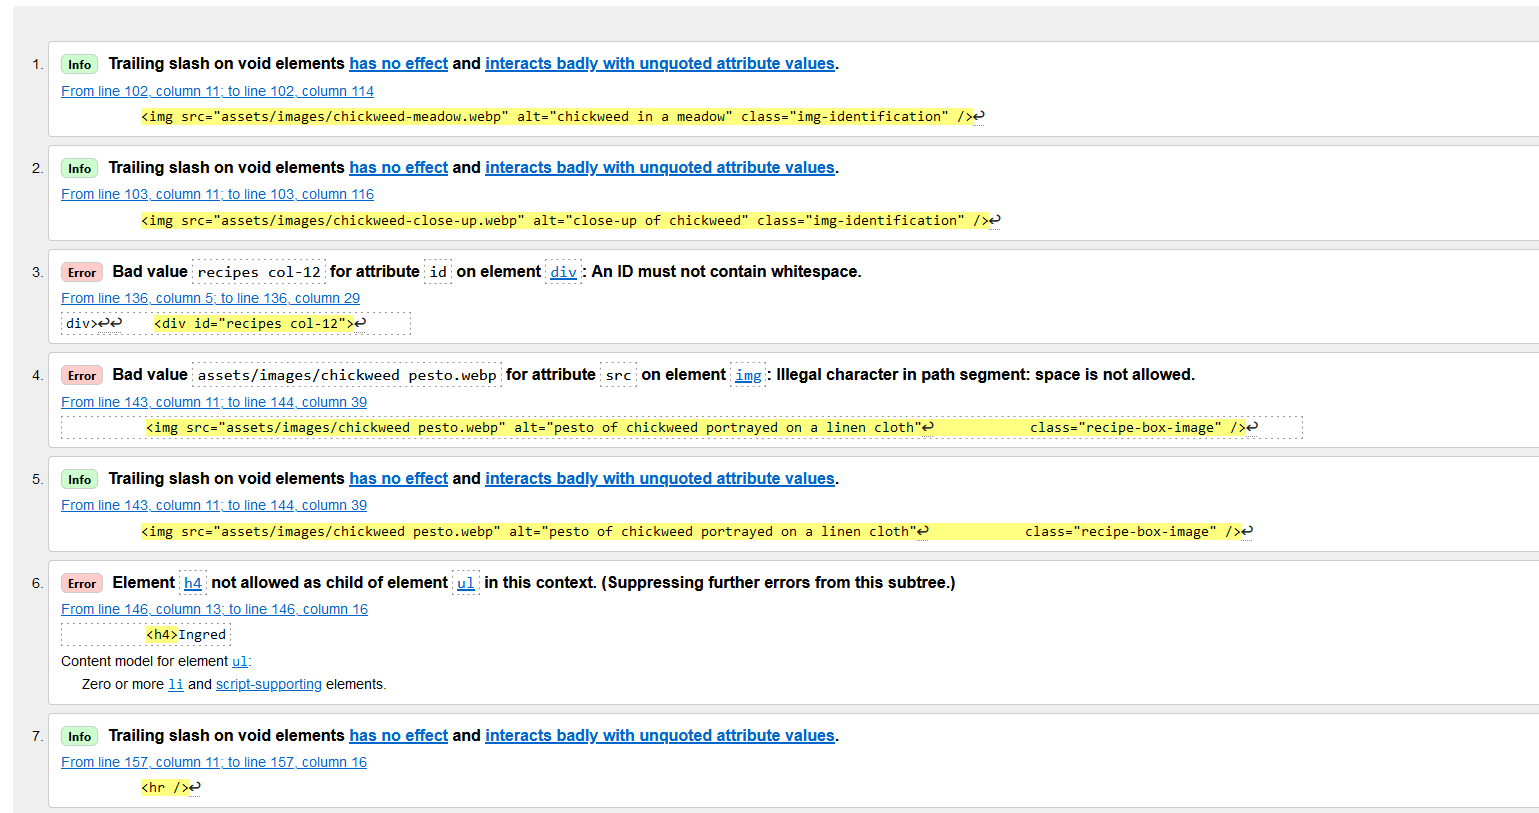 1. Info Trailing slash on void elements has no effect and interacts badly with unquoted attribute values.
From line 102, column 11; to line 102, column 114
<img src="assets/images/chickweed-meadow.webp" alt="chickweed in a meadow" class="img-identification" />↩
2. Info Trailing slash on void elements has no effect and interacts badly with unquoted attribute values.
From line 103, column 11; to line 103, column 116
<img src="assets/images/chickweed-close-up.webp" alt="close-up of chickweed" class="img-identification" />↩
3. Error Bad value recipes col-12 for attribute id on element div: An ID must not contain whitespace.
From line 136, column 5; to line 136, column 29
div>↩↩    <div id="recipes col-12">↩
4. Error Bad value assets/images/chickweed pesto.webp for attribute src on element img: Illegal character in path segment: space is not allowed.
From line 143, column 11; to line 144, column 39
<img src="assets/images/chickweed pesto.webp" alt="pesto of chickweed portrayed on a linen cloth"↩            class="recipe-box-image" />↩
5. Info Trailing slash on void elements has no effect and interacts badly with unquoted attribute values.
From line 143, column 11; to line 144, column 39
<img src="assets/images/chickweed pesto.webp" alt="pesto of chickweed portrayed on a linen cloth"↩            class="recipe-box-image" />↩
6. Error Element h4 not allowed as child of element ul in this context. (Suppressing further errors from this subtree.)
From line 146, column 13; to line 146, column 16
<h4>Ingred
Content model for element ul:
Zero or more li and script-supporting elements.
7. Info Trailing slash on void elements has no effect and interacts badly with unquoted attribute values.
From line 157, column 11; to line 157, column 16
<hr />↩